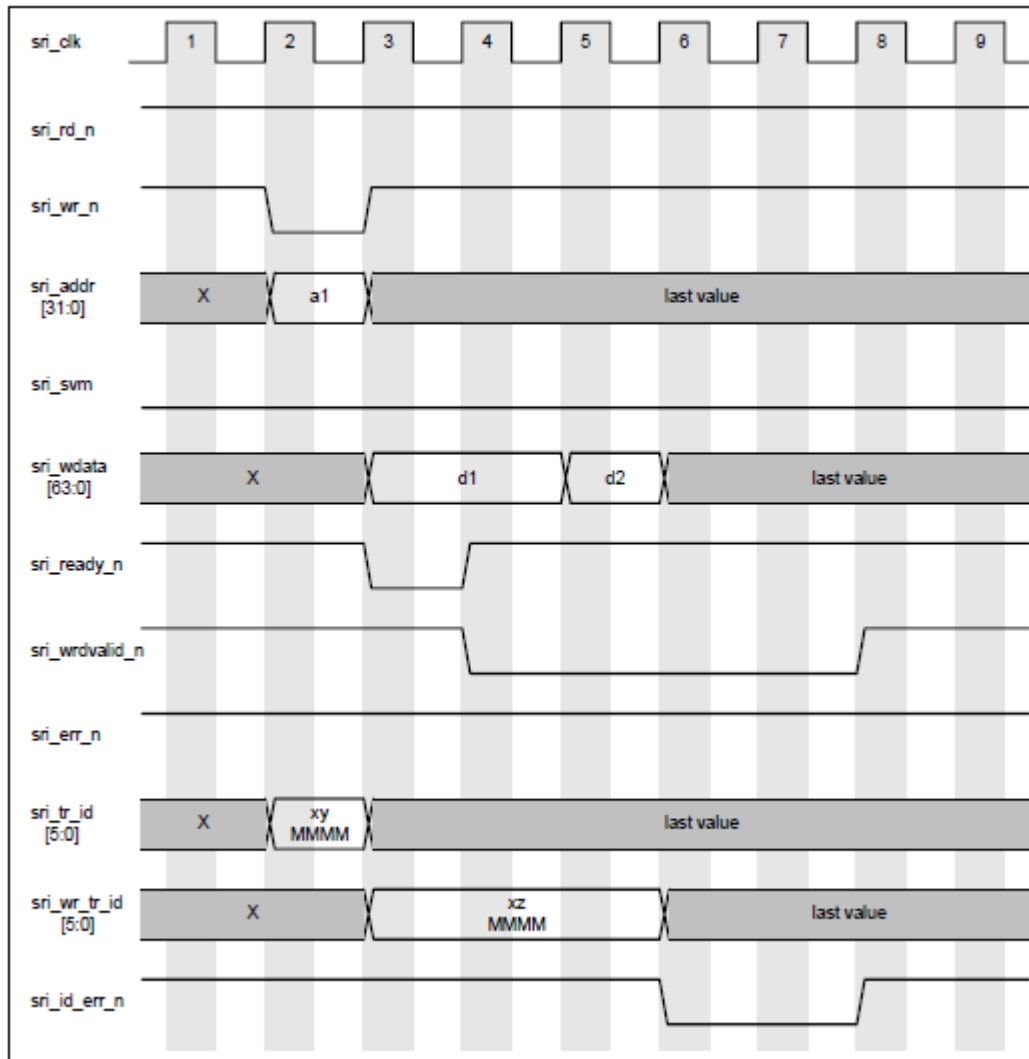 sri_clk 1 2 3 4 5 6 7 8 9
sri_rd_n
sri_wr_n
sri_addr
[31:0]
X a1 last value
sri_svm
sri_wdata
[63:0]
X d1 d2 last value
sri_ready_n
sri_wrdvalid_n
sri_err_n
sri_tr_id
[5:0]
X xy
MMMM
last value
sri_wr_tr_id
[5:0]
X xz
MMMM
last value
sri_id_err_n